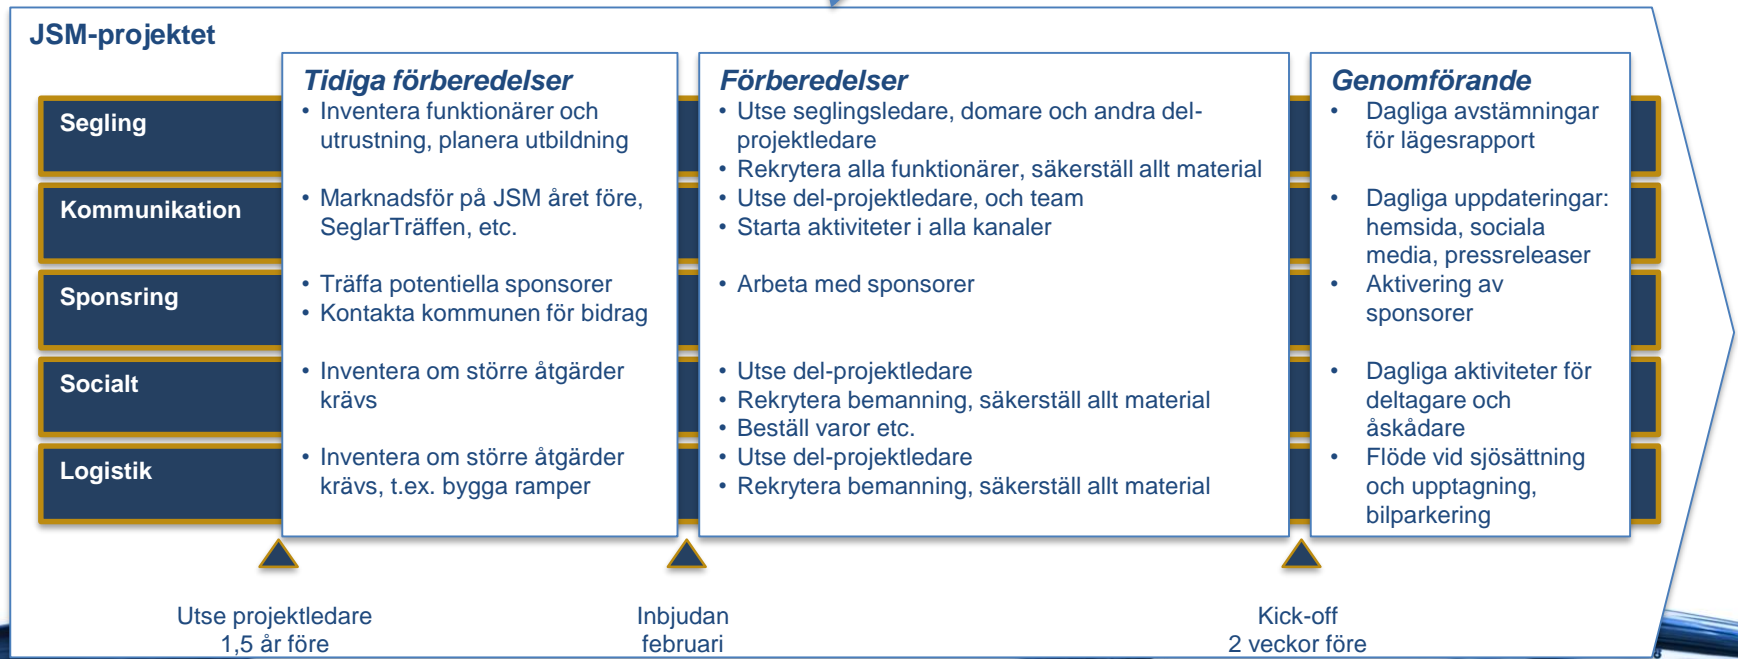 JSM-projektet
Segling
Kommunikation
Sponsring
Socialt
Logistik
Tidiga förberedelser
• Inventera funktionärer och
utrustning, planera utbildning
• Marknadsför på JSM året före,
SeglarTräffen, etc.
• Träffa potentiella sponsorer
• Kontakta kommunen för bidrag
• Inventera om större åtgärder
krävs
• Inventera om större åtgärder
krävs, t.ex. bygga ramper
Förberedelser
• Utse seglingsledare, domare och andra del-
projektledare
• Rekrytera alla funktionärer, säkerställ allt material
• Utse del-projektledare, och team
• Starta aktiviteter i alla kanaler
• Arbeta med sponsorer
• Utse del-projektledare
• Rekrytera bemanning, säkerställ allt material
• Beställ varor etc.
• Utse del-projektledare
• Rekrytera bemanning, säkerställ allt material
Genomförande
• Dagliga avstämningar
för lägesrapport
• Dagliga uppdateringar:
hemsida, sociala
media, pressreleaser
• Aktivering av
sponsorer
• Dagliga aktiviteter för
deltagare och
åskådare
• Flöde vid sjösättning
och upptagning,
bilparkering
Utse projektledare
1,5 år före
Inbjudan
februari
Kick-off
2 veckor före